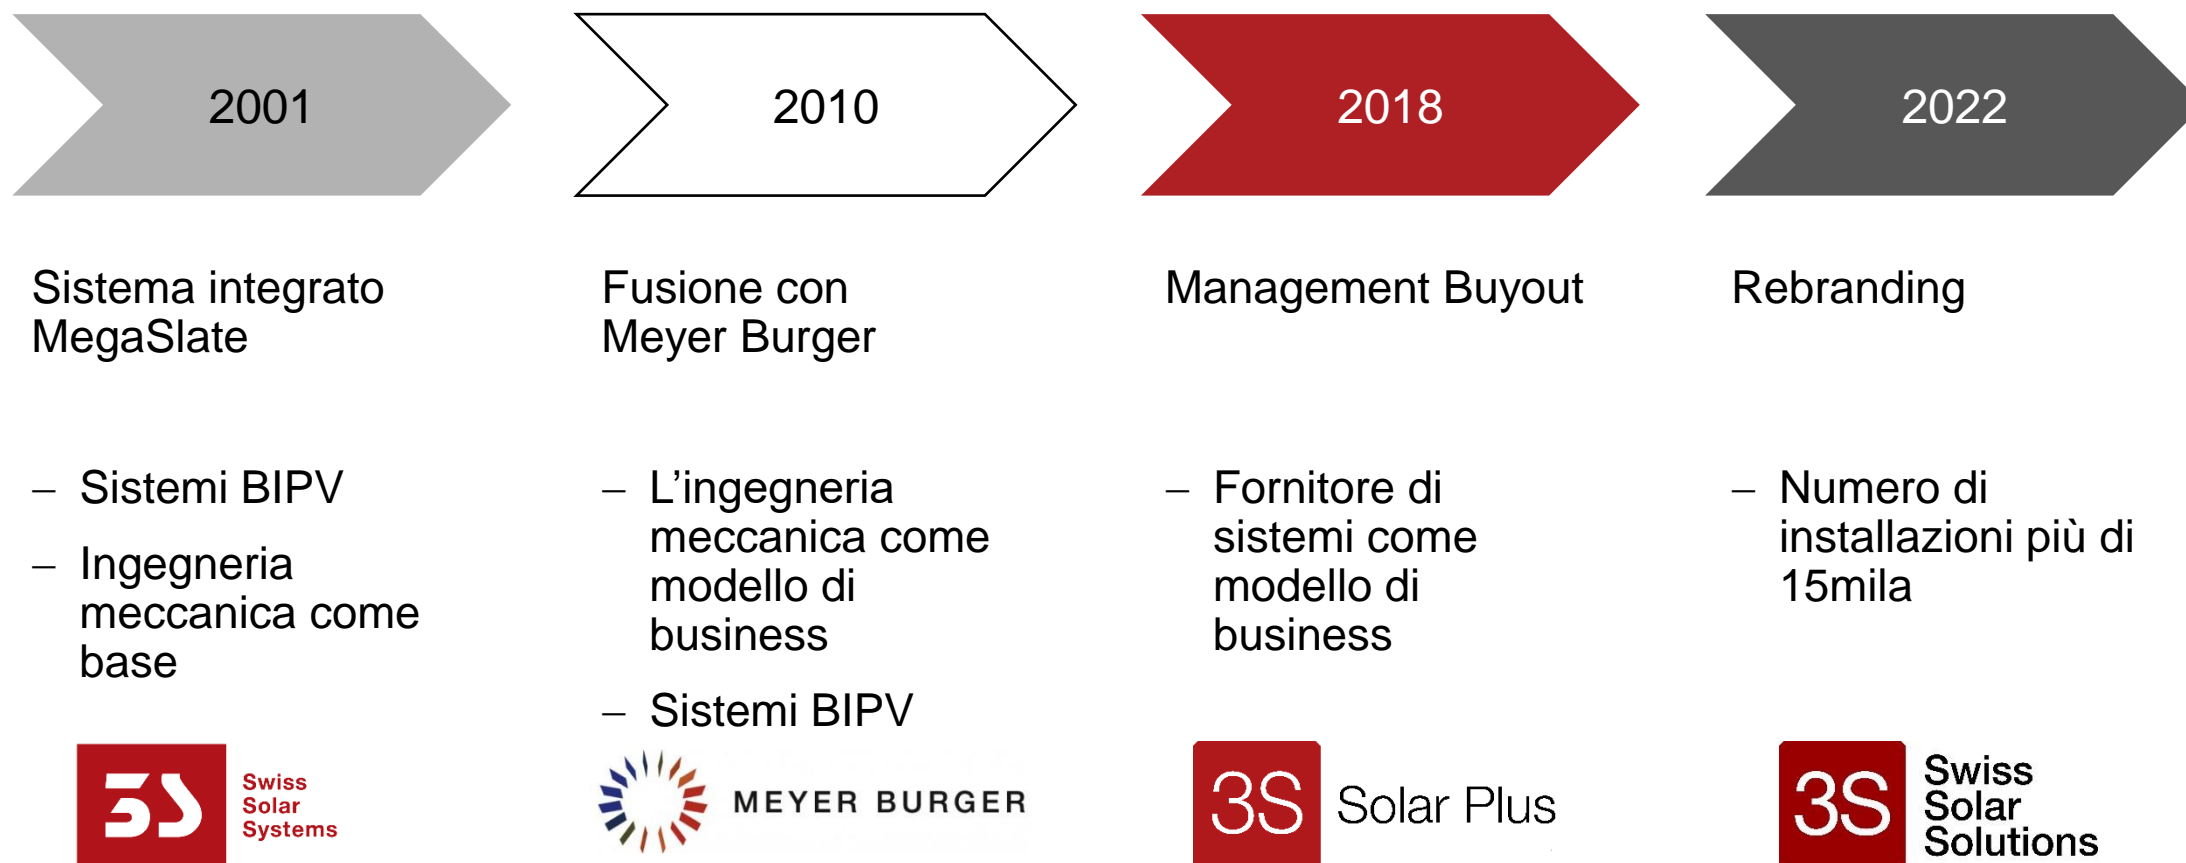 2001
2010
2018
2022
Sistema integrato
MegaSlate
Fusione con
Meyer Burger
Management Buyout
Rebranding
– Sistemi BIPV
– Ingegneria
meccanica come
base
– L’ingegneria
meccanica come
modello di
business
– Sistemi BIPV
– Fornitore di
sistemi come
modello di
business
– Numero di
installazioni più di
15mila
3S
Swiss
Solar
Systems
MEYER BURGER
3S Solar Plus
3S
Swiss
Solar
Solutions